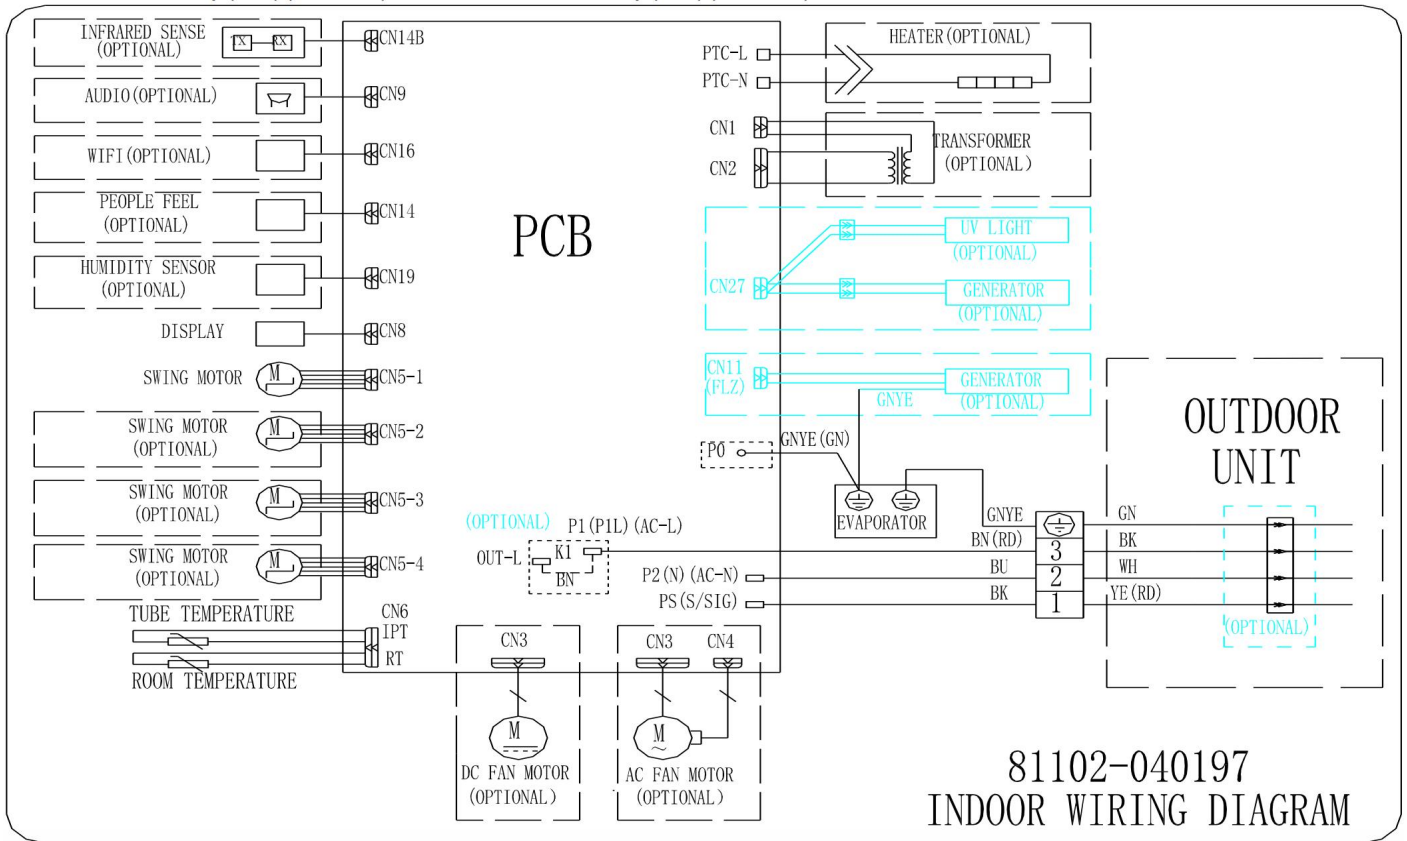 INFRARED SENSE
(OPTIONAL)
TX
RX
CN14B
AUDIO(OPTIONAL)
CN9
WIFI(OPTIONAL)
CN16
PEOPLE FEEL
(OPTIONAL)
CN14
HUMIDITY SENSOR
(OPTIONAL)
CN19
DISPLAY
CN8
SWING MOTOR
M
CN5-1
SWING MOTOR
(OPTIONAL)
M
CN5-2
SWING MOTOR
(OPTIONAL)
M
CN5-3
SWING MOTOR
(OPTIONAL)
M
CN5-4
TUBE TEMPERATURE
CN6
IPT
RT
ROOM TEMPERATURE
PCB
PTC-L
PTC-N
HEATER(OPTIONAL)
CN1
CN2
TRANSFORMER
(OPTIONAL)
CN27
UV LIGHT
(OPTIONAL)
GENERATOR
(OPTIONAL)
CN11
(FLZ)
GENERATOR
(OPTIONAL)
GNYE
P0
GNYE(GN)
EVAPORATOR
(OPTIONAL)
P1(P1L)(AC-L)
OUT-L
K1
BN
P2(N)(AC-N)
PS(S/SIG)
GNYE
BN(RD)
BU
BK
3
2
1
GN
BK
WH
YE(RD)
OUTDOOR
UNIT
(OPTIONAL)
CN3
M
DC FAN MOTOR
(OPTIONAL)
CN3
CN4
M
~
AC FAN MOTOR
(OPTIONAL)
81102-040197
INDOOR WIRING DIAGRAM